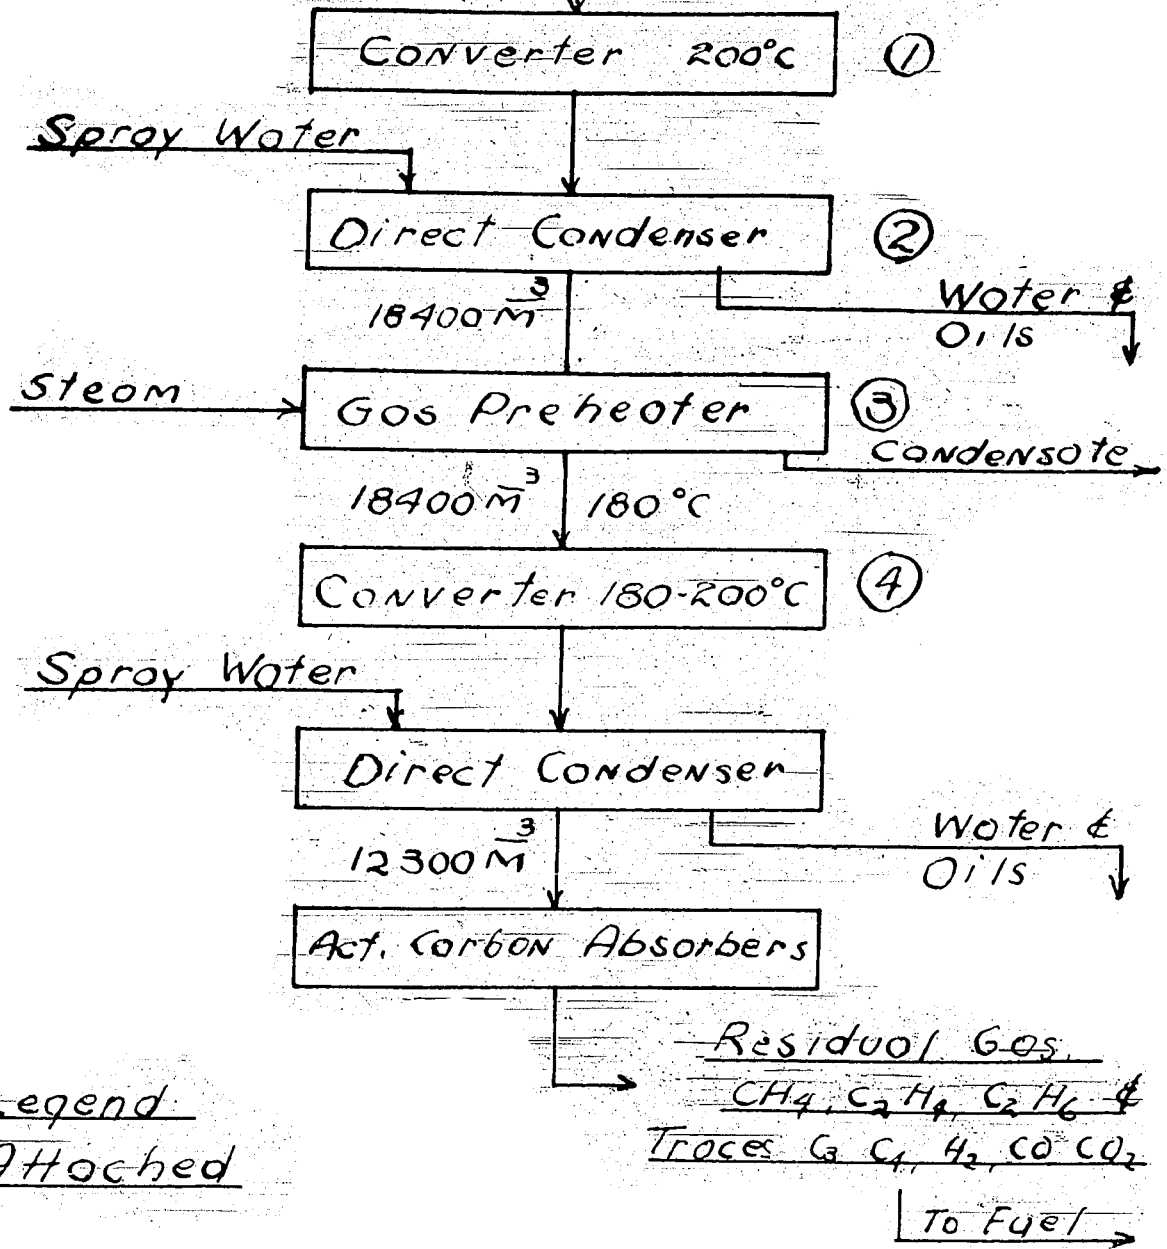 Converter 200°C ①
Spray Water
Direct Condenser ②
18400 M³
Water &
Oils
Steam
Gas Preheater ③
Condensate
18400 M³ 180°C
Converter 180-200°C ④
Spray Water
Direct Condenser
12300 M³
Water &
Oils
Act. Carbon Absorbers
Residual Gas
CH₄, C₂H₄, C₂H₆ &
Traces C₃ C₄, H₂, CO CO₂
To Fuel
Legend
Attached